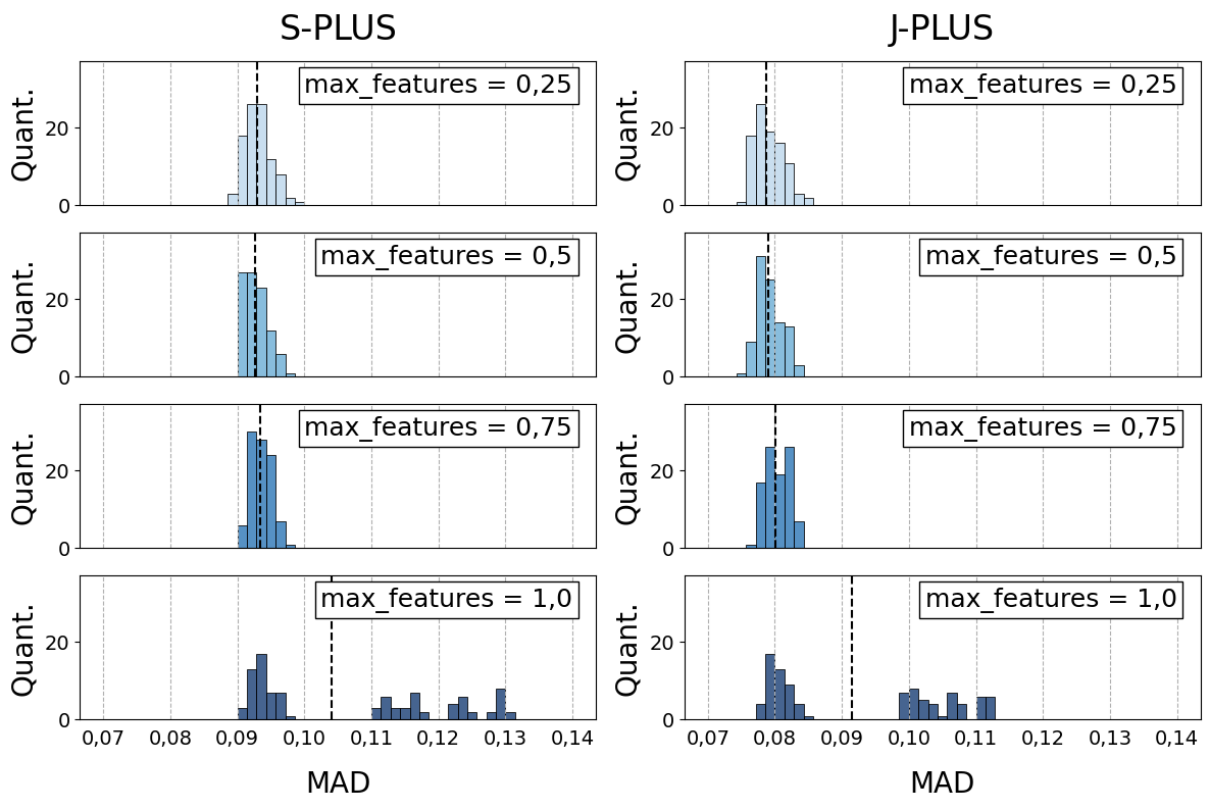 S-PLUS
J-PLUS
Quant.
20
0
max_features = 0,25
Quant.
20
0
max_features = 0,25
Quant.
20
0
max_features = 0,5
Quant.
20
0
max_features = 0,5
Quant.
20
0
max_features = 0,75
Quant.
20
0
max_features = 0,75
Quant.
20
0
max_features = 1,0
Quant.
20
0
max_features = 1,0
0,07 0,08 0,09 0,10 0,11 0,12 0,13 0,14
0,07 0,08 0,09 0,10 0,11 0,12 0,13 0,14
MAD
MAD